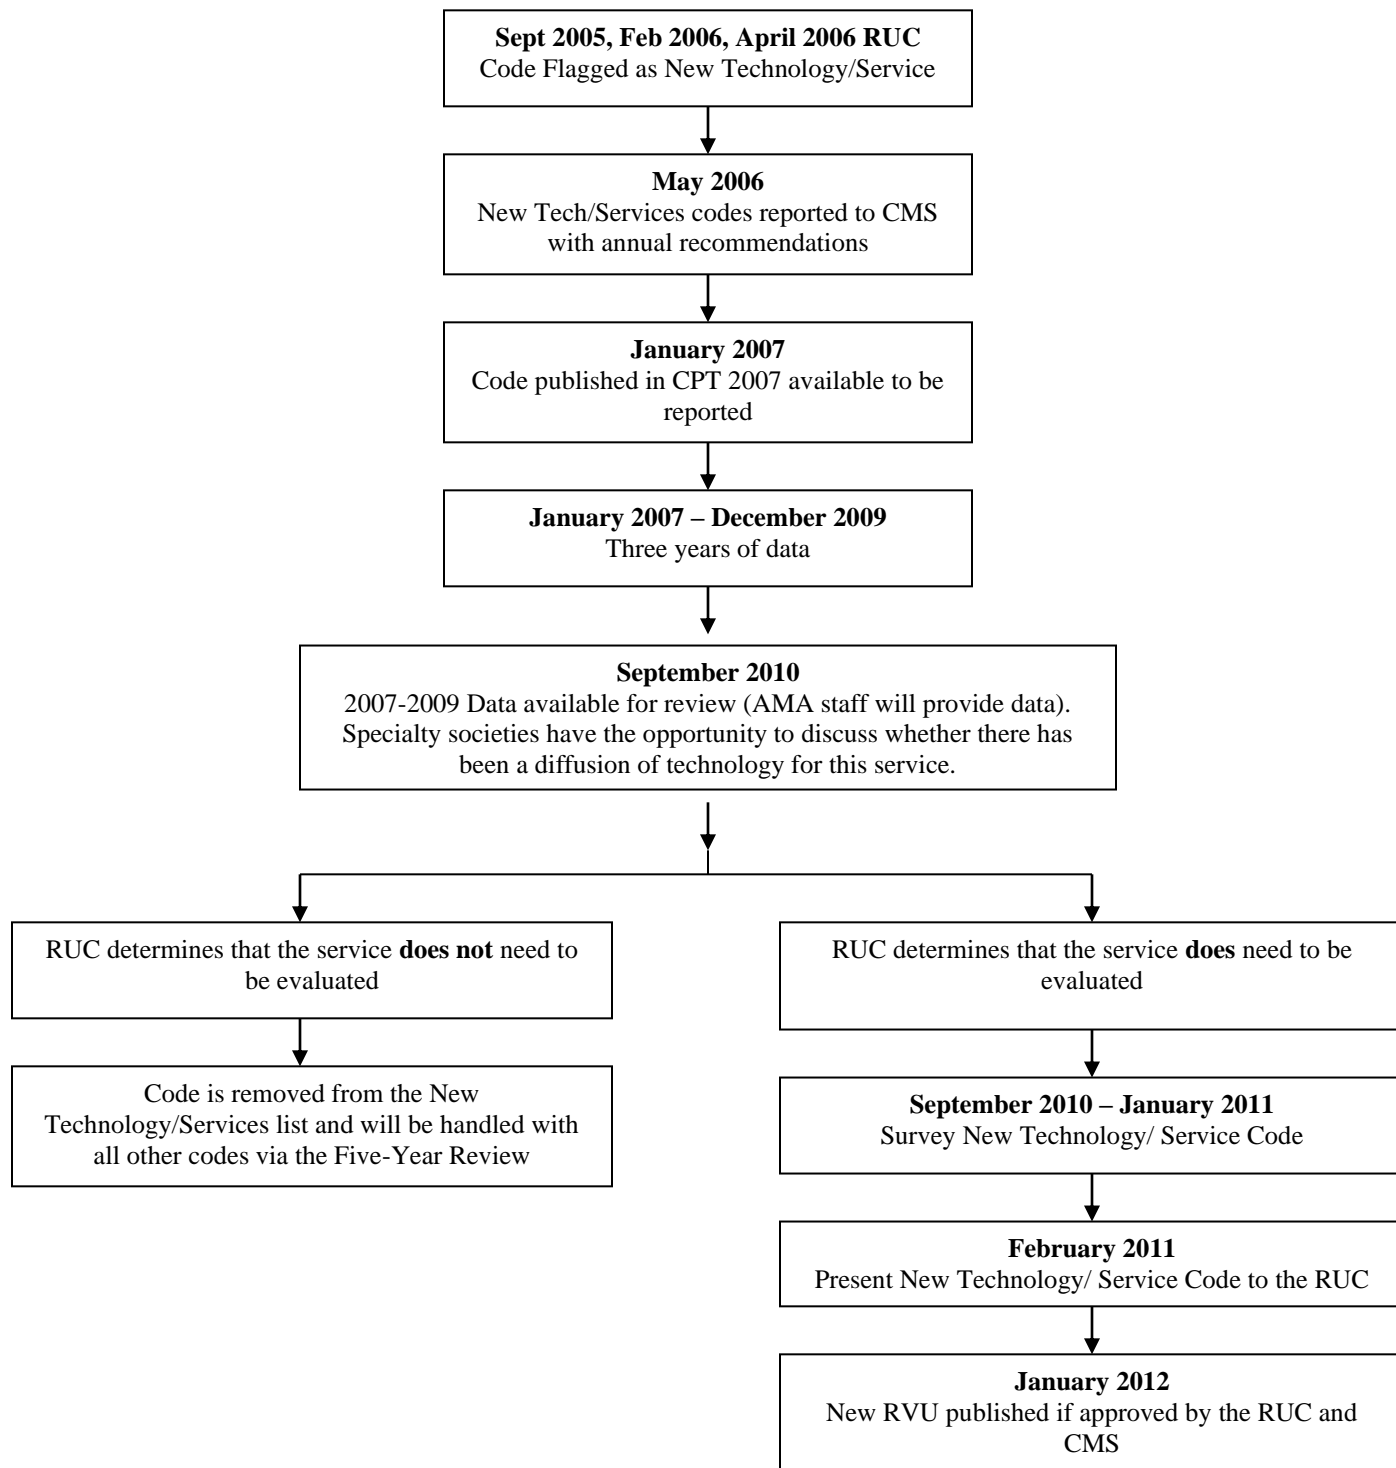 Sept 2005, Feb 2006, April 2006 RUC
Code Flagged as New Technology/Service
May 2006
New Tech/Services codes reported to CMS
with annual recommendations
January 2007
Code published in CPT 2007 available to be
reported
January 2007 – December 2009
Three years of data
September 2010
2007-2009 Data available for review (AMA staff will provide data).
Specialty societies have the opportunity to discuss whether there has
been a diffusion of technology for this service.
RUC determines that the service does not need to
be evaluated
Code is removed from the New
Technology/Services list and will be handled with
all other codes via the Five-Year Review
RUC determines that the service does need to be
evaluated
September 2010 – January 2011
Survey New Technology/ Service Code
February 2011
Present New Technology/ Service Code to the RUC
January 2012
New RVU published if approved by the RUC and
CMS